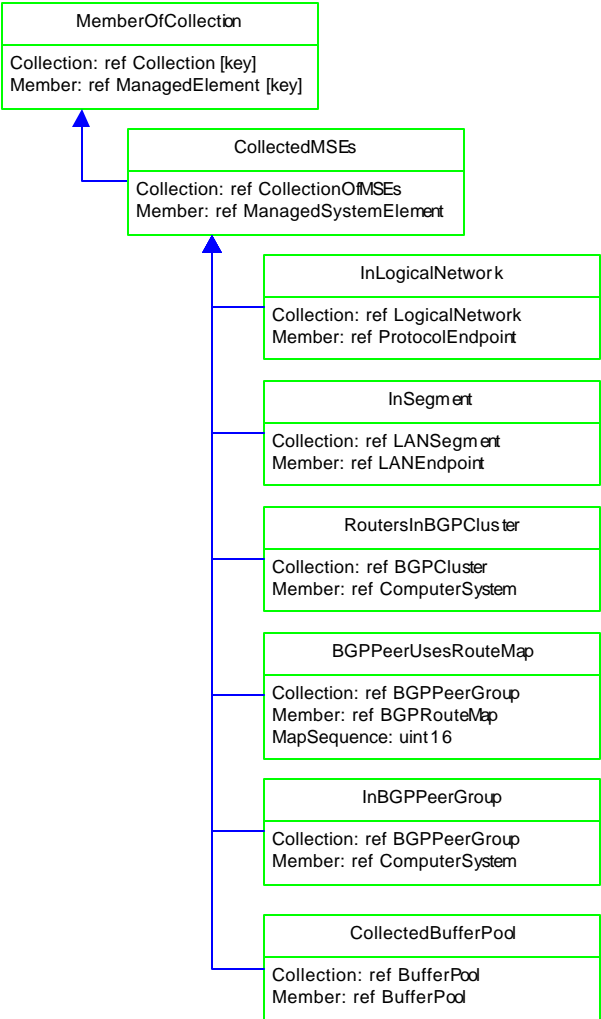 MemberOfCollection
Collection: ref Collection [key]
Member: ref ManagedElement [key]
CollectedMSEs
Collection: ref CollectionOfMSEs
Member: ref ManagedSystemElement
InLogicalNetwork
Collection: ref LogicalNetwork
Member: ref ProtocolEndpoint
InSegment
Collection: ref LANSegment
Member: ref LANEndpoint
RoutersInBGPCluster
Collection: ref BGPCluster
Member: ref ComputerSystem
BGPPeerUsesRouteMap
Collection: ref BGPPeerGroup
Member: ref BGPRouteMap
MapSequence: uint16
InBGPPeerGroup
Collection: ref BGPPeerGroup
Member: ref ComputerSystem
CollectedBufferPool
Collection: ref BufferPool
Member: ref BufferPool